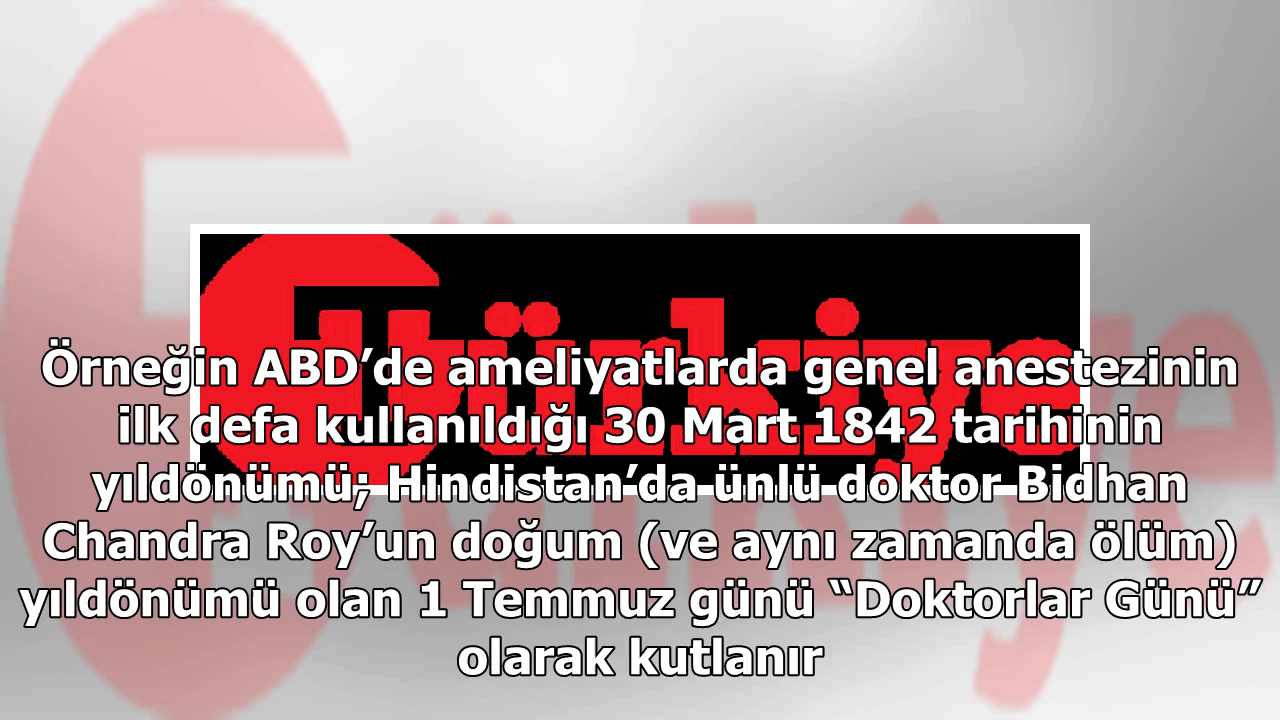 Türkiye
Örneğin ABD’de ameliyatlarda genel anestezinin
ilk defa kullanıldığı 30 Mart 1842 tarihinin
yıldönümü; Hindistan’da ünlü doktor Bidhan
Chandra Roy’un doğum (ve aynı zamanda ölüm)
yıldönümü olan 1 Temmuz günü “Doktorlar Günü”
olarak kutlanır